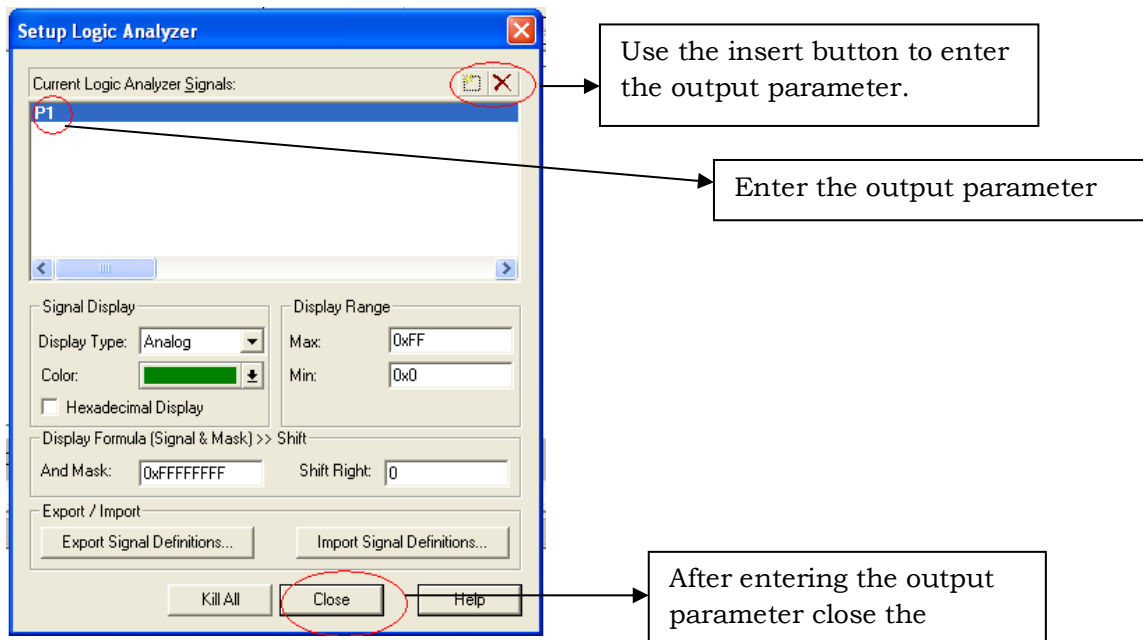 Setup Logic Analyzer
Use the insert button to enter
the output parameter.
Current Logic Analyzer Signals:
P1
Enter the output parameter
Signal Display
Display Type: Analog
Color:
Hexadecimal Display
Display Range
Max: 0xFF
Min: 0x0
Display Formula (Signal & Mask) >> Shift
And Mask: 0xFFFFFFFF Shift Right: 0
Export / Import
Export Signal Definitions... Import Signal Definitions...
Kill All Close Help
After entering the output
parameter close the